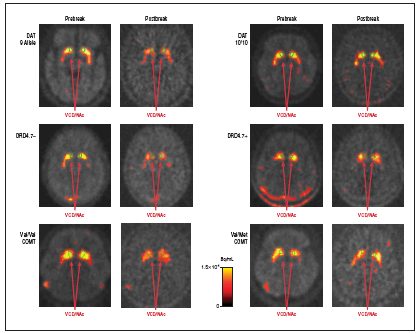 Prebreak
Postbreak
Prebreak
Postbreak
DAT
9 Allele
DAT
10/10
VCD/NAc
VCD/NAc
VCD/NAc
VCD/NAc
DRD4.7–
DRD4.7+
VCD/NAc
VCD/NAc
VCD/NAc
VCD/NAc
Val/Val
COMT
Val/Met
COMT
Bq/mL
0
VCD/NAc
VCD/NAc
VCD/NAc
VCD/NAc